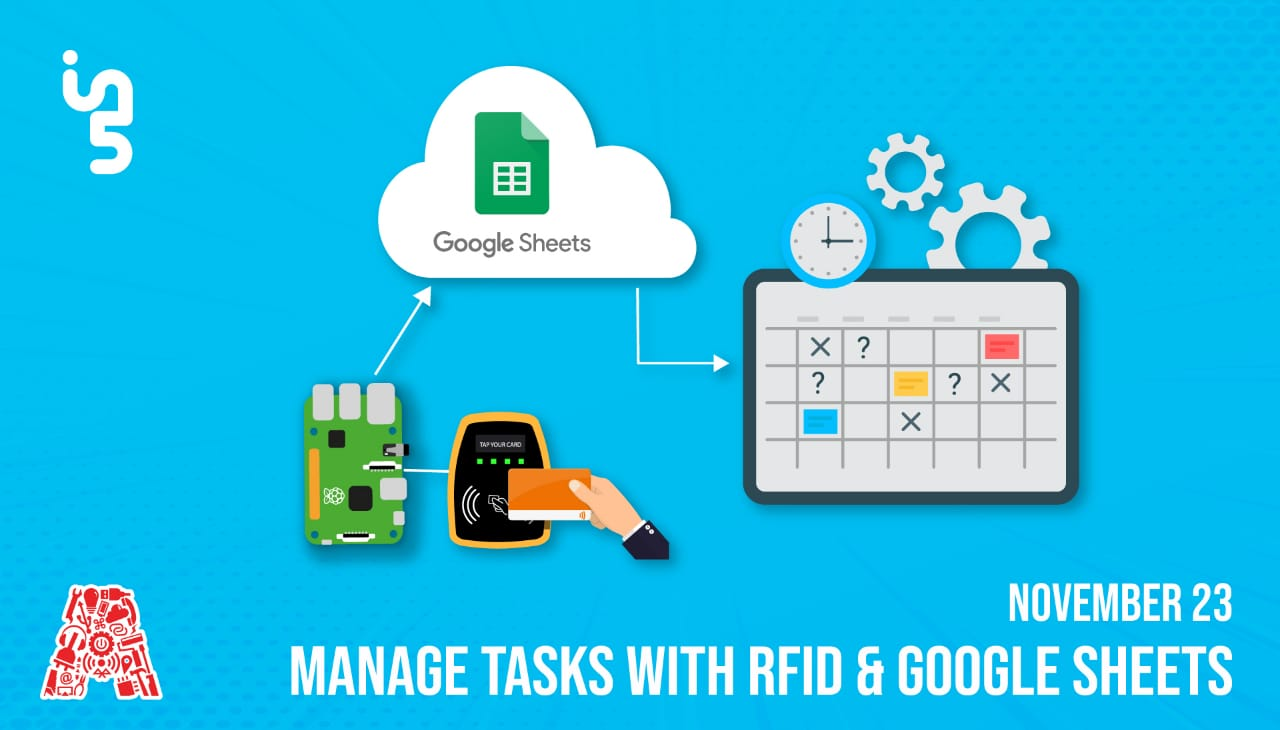 Google Sheets
TAP YOUR CARD
? 
? ?
NOVEMBER 23
MANAGE TASKS WITH RFID & GOOGLE SHEETS